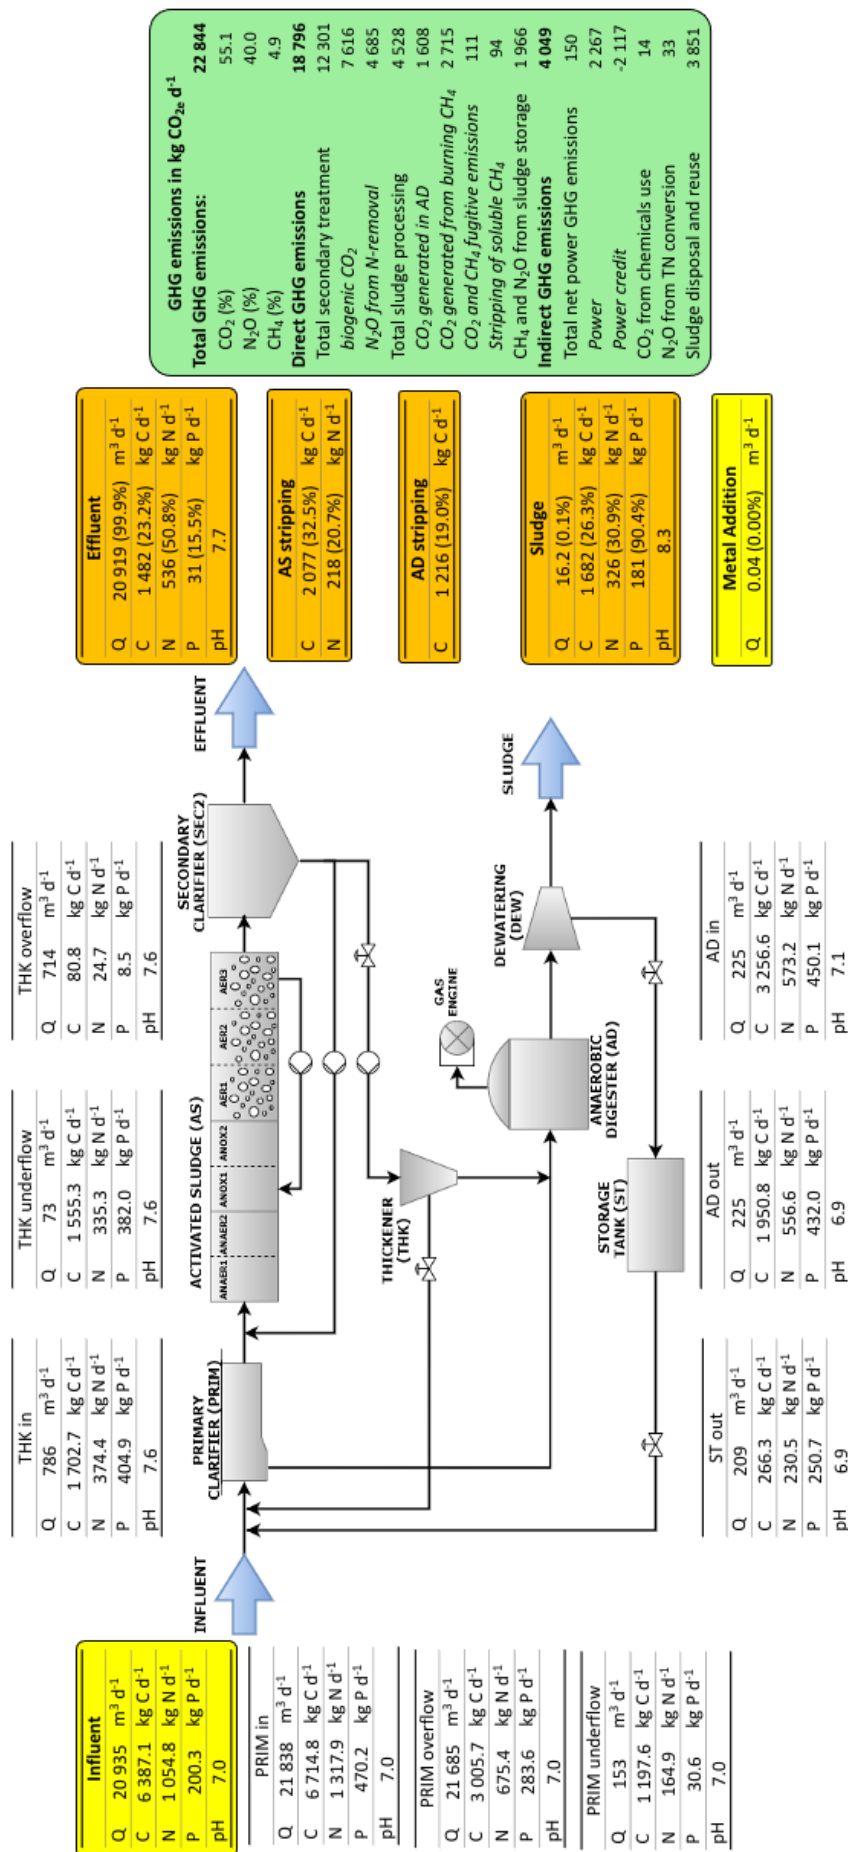 THK in
Q 786 m³ d⁻¹
C 1 702.7 kg C d⁻¹
N 374.4 kg N d⁻¹
P 404.9 kg P d⁻¹
pH 7.6
THK underflow
Q 73 m³ d⁻¹
C 1 555.3 kg C d⁻¹
N 335.3 kg N d⁻¹
P 382.0 kg P d⁻¹
pH 7.6
THK overflow
Q 714 m³ d⁻¹
C 80.8 kg C d⁻¹
N 24.7 kg N d⁻¹
P 8.5 kg P d⁻¹
pH 7.6
Influent
Q 20 935 m³ d⁻¹
C 6 387.1 kg C d⁻¹
N 1 054.8 kg N d⁻¹
P 200.3 kg P d⁻¹
pH 7.0
PRIM in
Q 21 838 m³ d⁻¹
C 6 714.8 kg C d⁻¹
N 1 317.9 kg N d⁻¹
P 470.2 kg P d⁻¹
pH 7.0
PRIM overflow
Q 21 685 m³ d⁻¹
C 3 005.7 kg C d⁻¹
N 675.4 kg N d⁻¹
P 283.6 kg P d⁻¹
pH 7.0
PRIM underflow
Q 153 m³ d⁻¹
C 1 197.6 kg C d⁻¹
N 164.9 kg N d⁻¹
P 30.6 kg P d⁻¹
pH 7.0
INFLUENT
PRIMARY
CLARIFIER (PRIM)
ACTIVATED SLUDGE (AS)
ANAER1 ANAER2 ANOX1 ANOX2 AER1 AER2 AER3
SECONDARY
CLARIFIER (SEC2)
EFFLUENT
THICKENER
(THK)
GAS
ENGINE
ANAEROBIC
DIGESTER (AD)
DEWATERING
(DEW)
SLUDGE
STORAGE
TANK (ST)
ST out
Q 209 m³ d⁻¹
C 266.3 kg C d⁻¹
N 230.5 kg N d⁻¹
P 250.7 kg P d⁻¹
pH 6.9
AD out
Q 225 m³ d⁻¹
C 1 950.8 kg C d⁻¹
N 556.6 kg N d⁻¹
P 432.0 kg P d⁻¹
pH 6.9
AD in
Q 225 m³ d⁻¹
C 3 256.6 kg C d⁻¹
N 573.2 kg N d⁻¹
P 450.1 kg P d⁻¹
pH 7.1
Effluent
Q 20 919 (99.9%) m³ d⁻¹
C 1 482 (23.2%) kg C d⁻¹
N 536 (50.8%) kg N d⁻¹
P 31 (15.5%) kg P d⁻¹
pH 7.7
AS stripping
C 2 077 (32.5%) kg C d⁻¹
N 218 (20.7%) kg N d⁻¹
AD stripping
C 1 216 (19.0%) kg C d⁻¹
Sludge
Q 16.2 (0.1%) m³ d⁻¹
C 1 682 (26.3%) kg C d⁻¹
N 326 (30.9%) kg N d⁻¹
P 181 (90.4%) kg P d⁻¹
pH 8.3
Metal Addition
Q 0.04 (0.00%) m³ d⁻¹
GHG emissions in kg CO₂ₑ d⁻¹
Total GHG emissions: 22 844
CO₂ (%) 55.1
N₂O (%) 40.0
CH₄ (%) 4.9
Direct GHG emissions 18 796
Total secondary treatment 12 301
biogenic CO₂ 7 616
N₂O from N-removal 4 685
Total sludge processing 4 528
CO₂ generated in AD 1 608
CO₂ generated from burning CH₄ 2 715
CO₂ and CH₄ fugitive emissions 111
Stripping of soluble CH₄ 94
CH₄ and N₂O from sludge storage 1 966
Indirect GHG emissions 4 049
Total net power GHG emissions 150
Power 2 267
Power credit -2 117
CO₂ from chemicals use 14
N₂O from TN conversion 33
Sludge disposal and reuse 3 851